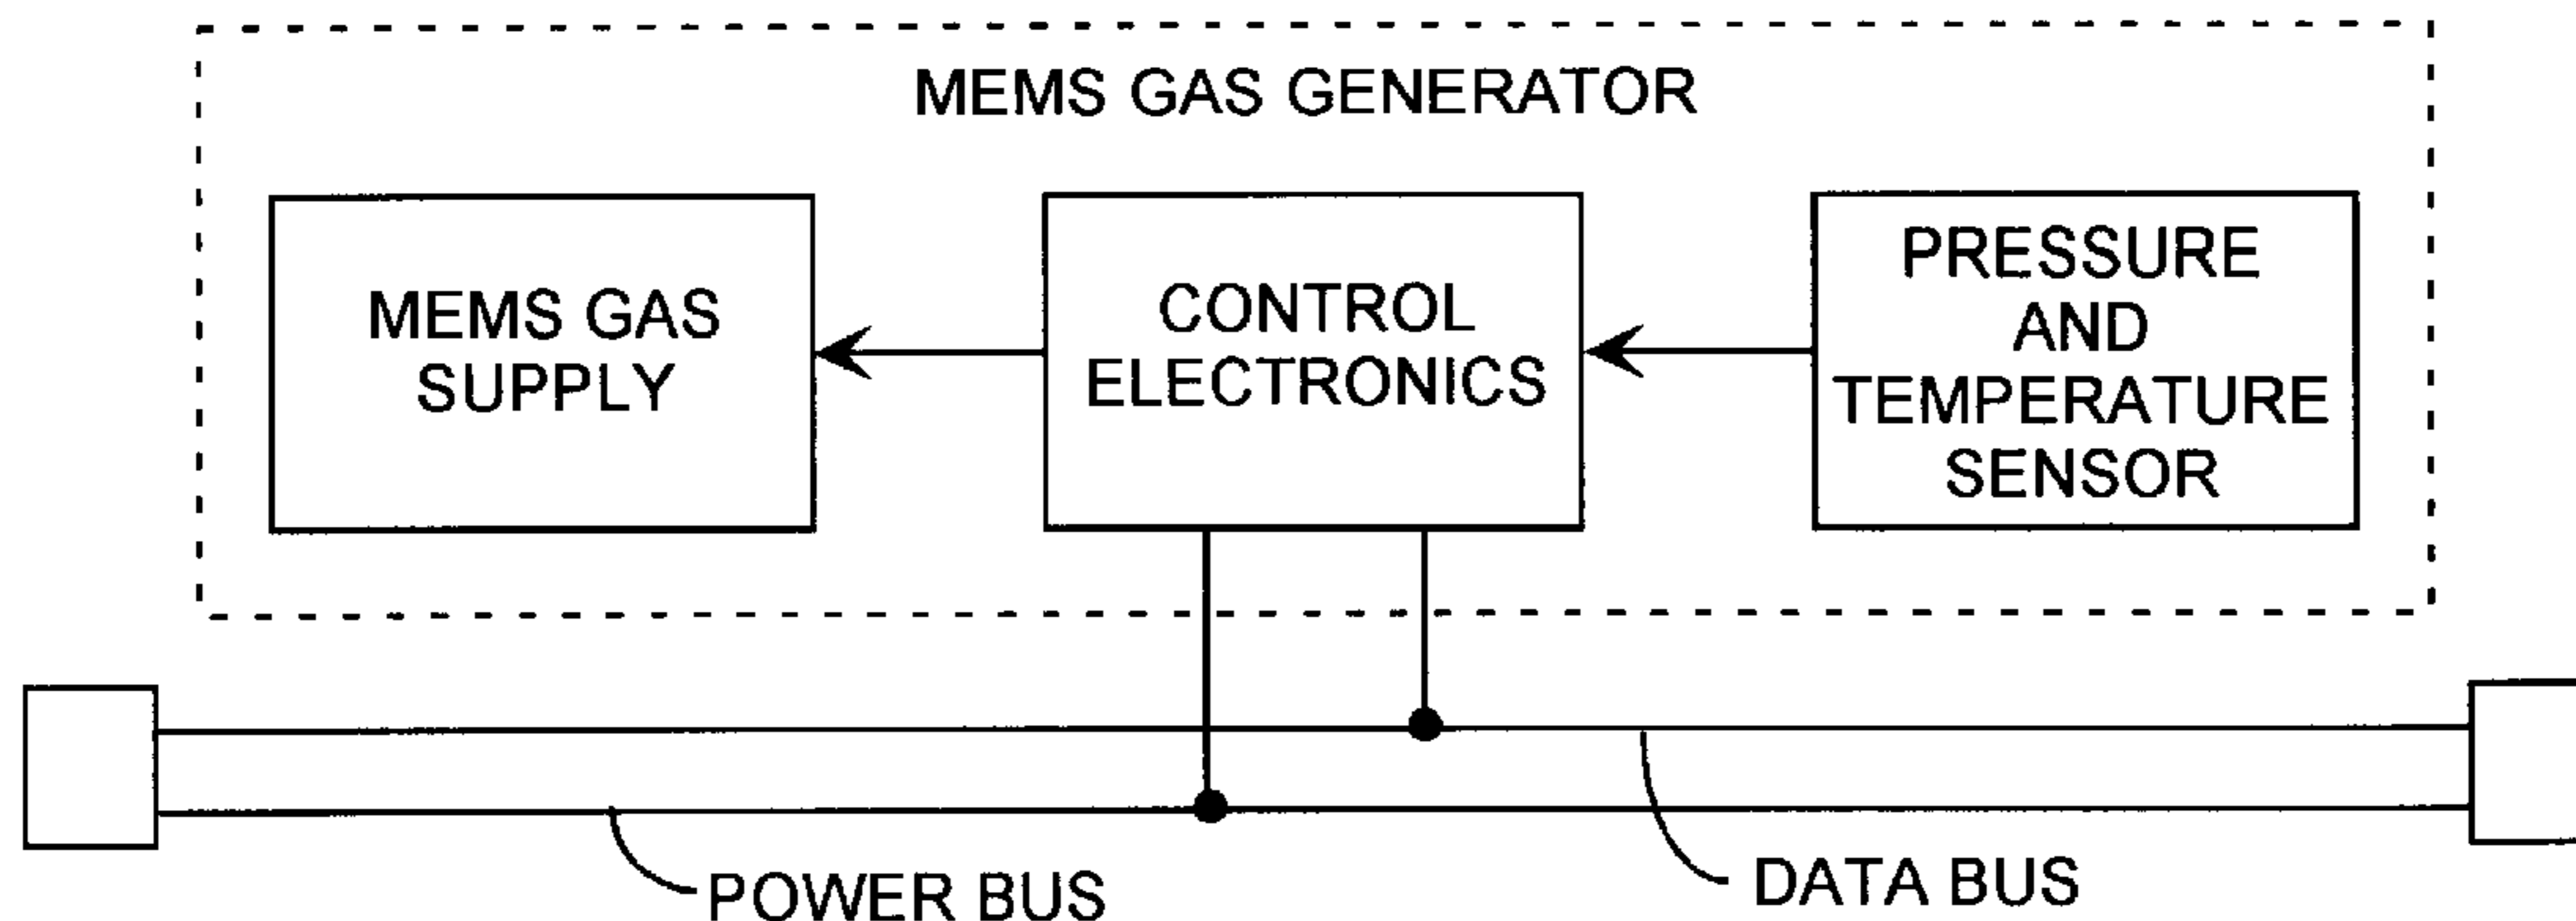 MEMS GAS GENERATOR
MEMS GAS
SUPPLY
CONTROL
ELECTRONICS
PRESSURE
AND
TEMPERATURE
SENSOR
POWER BUS
DATA BUS